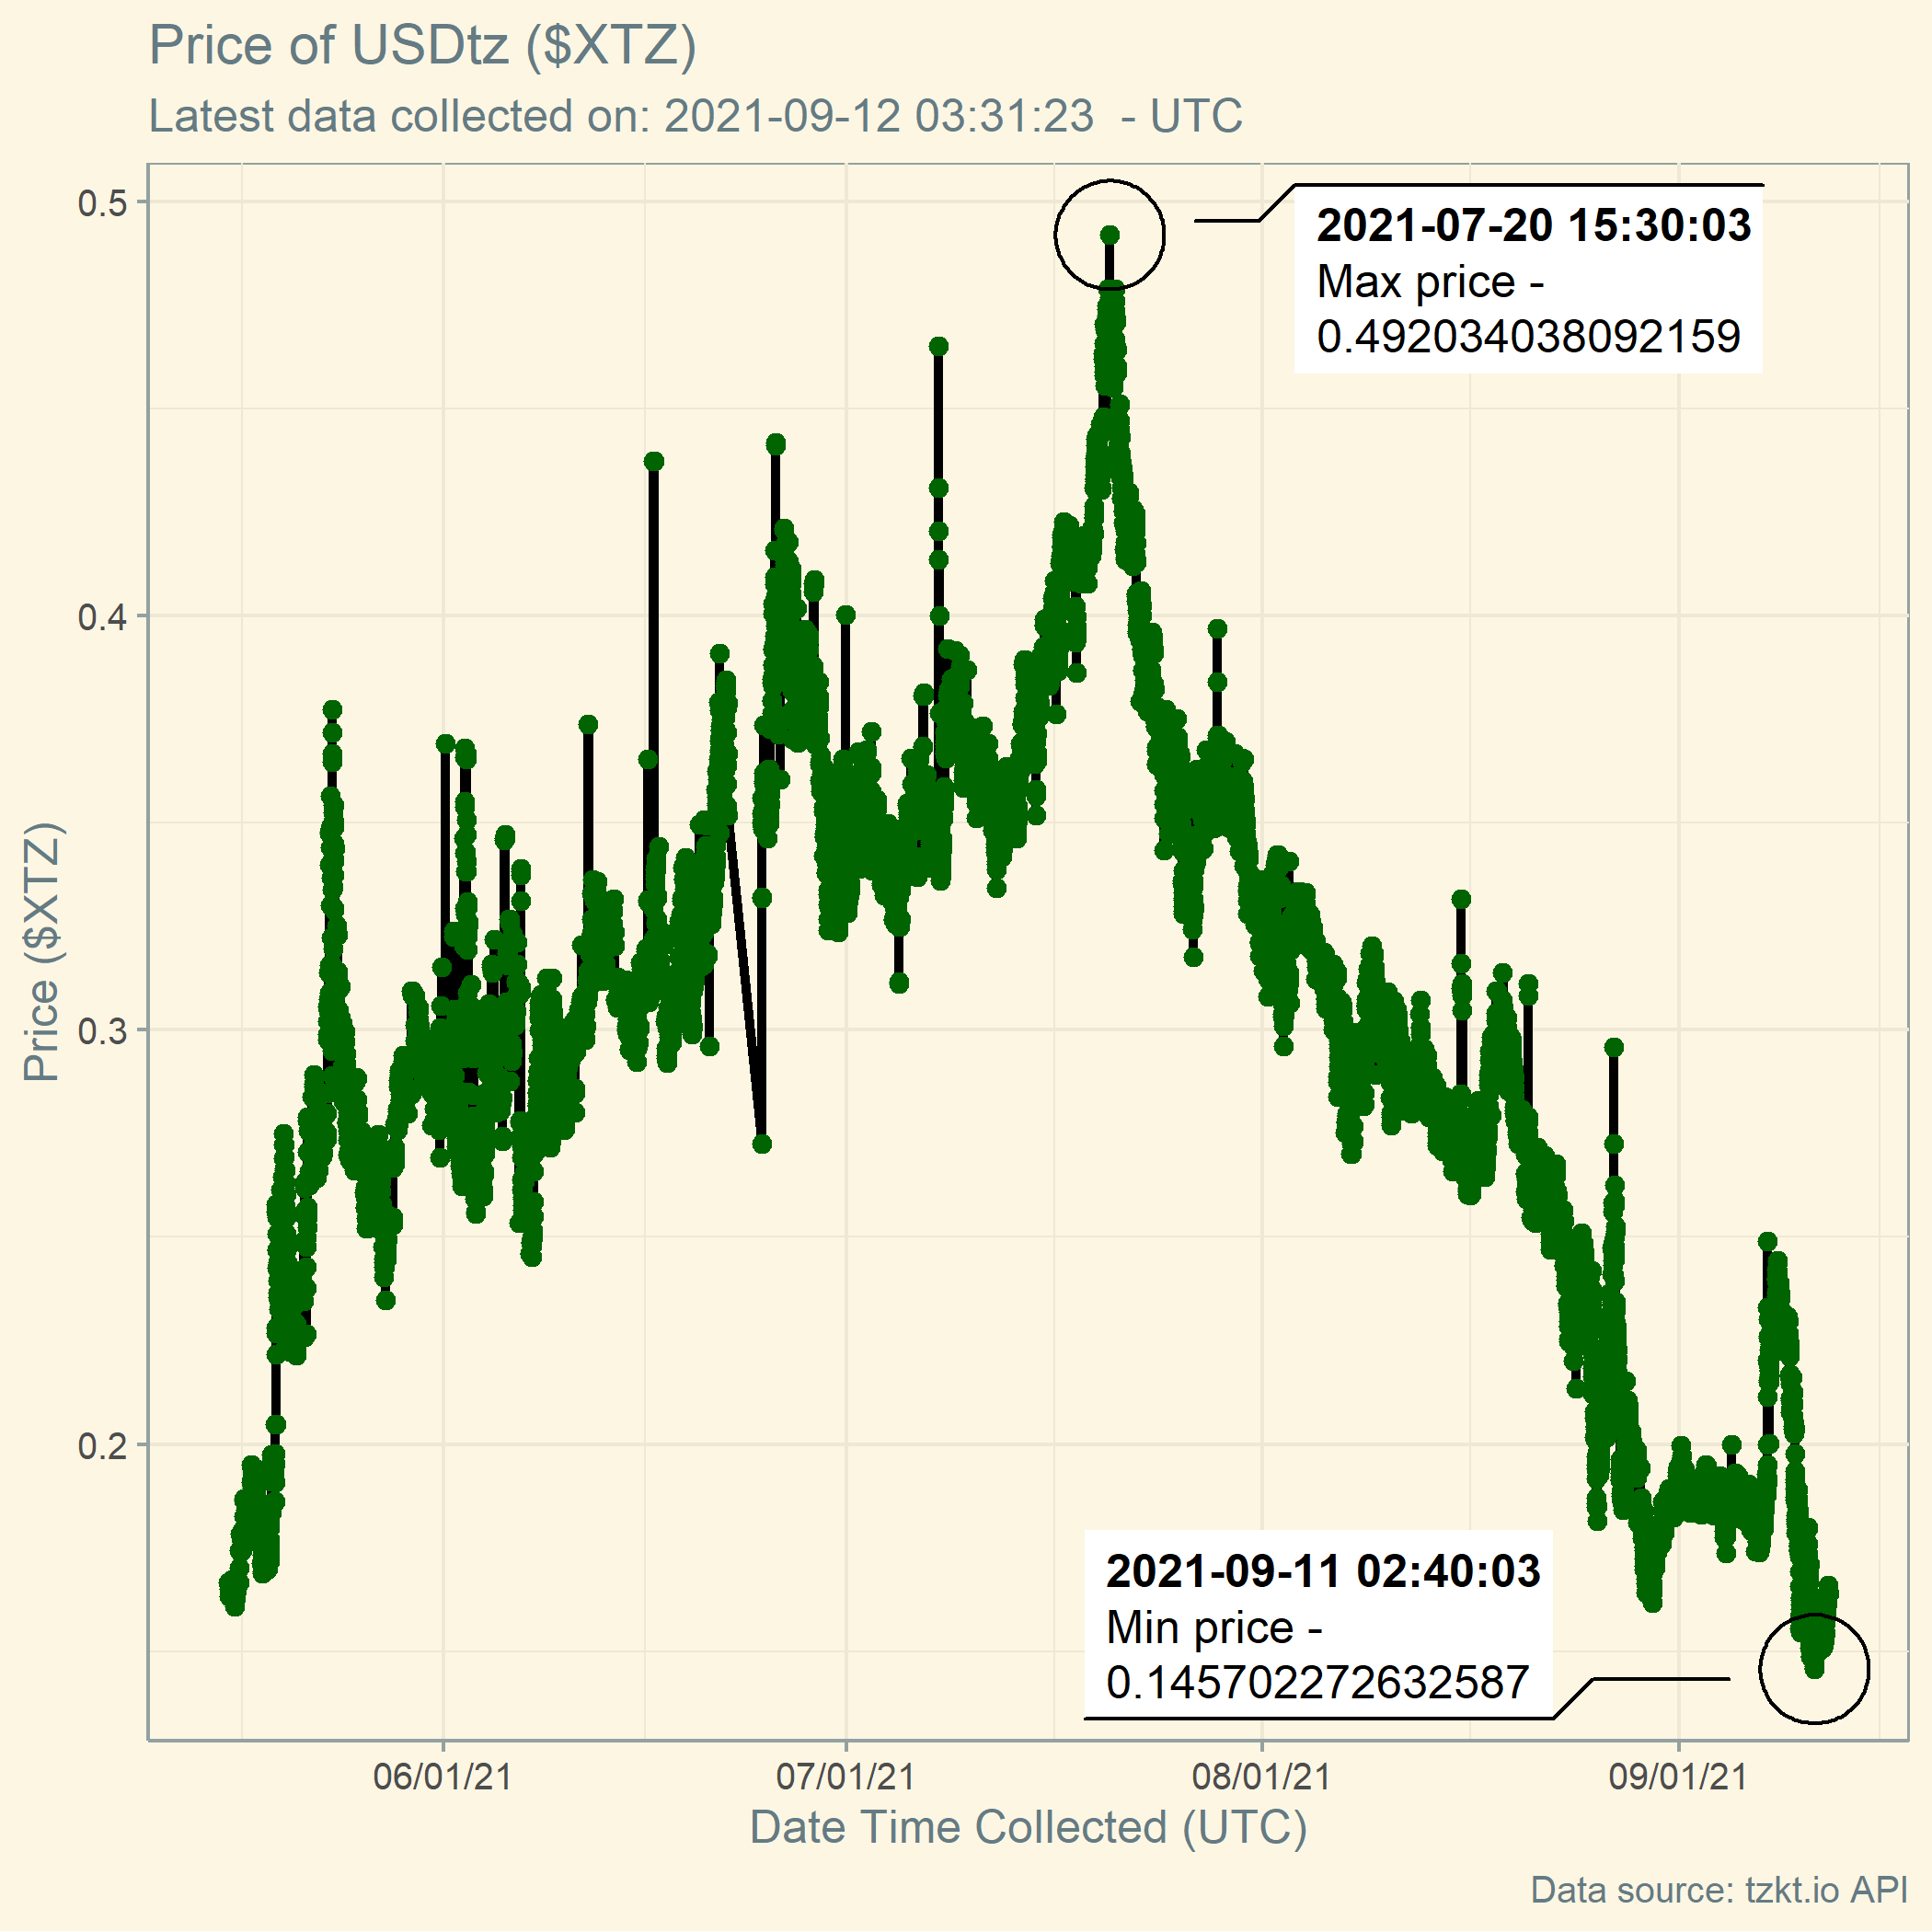 Price of USDtz ($XTZ)
Latest data collected on: 2021-09-12 03:31:23  - UTC
0.5
0.4
0.3
0.2
Price ($XTZ)
2021-07-20 15:30:03
Max price -
0.492034038092159
2021-09-11 02:40:03
Min price -
0.145702272632587
06/01/21
07/01/21
08/01/21
09/01/21
Date Time Collected (UTC)
Data source: tzkt.io API